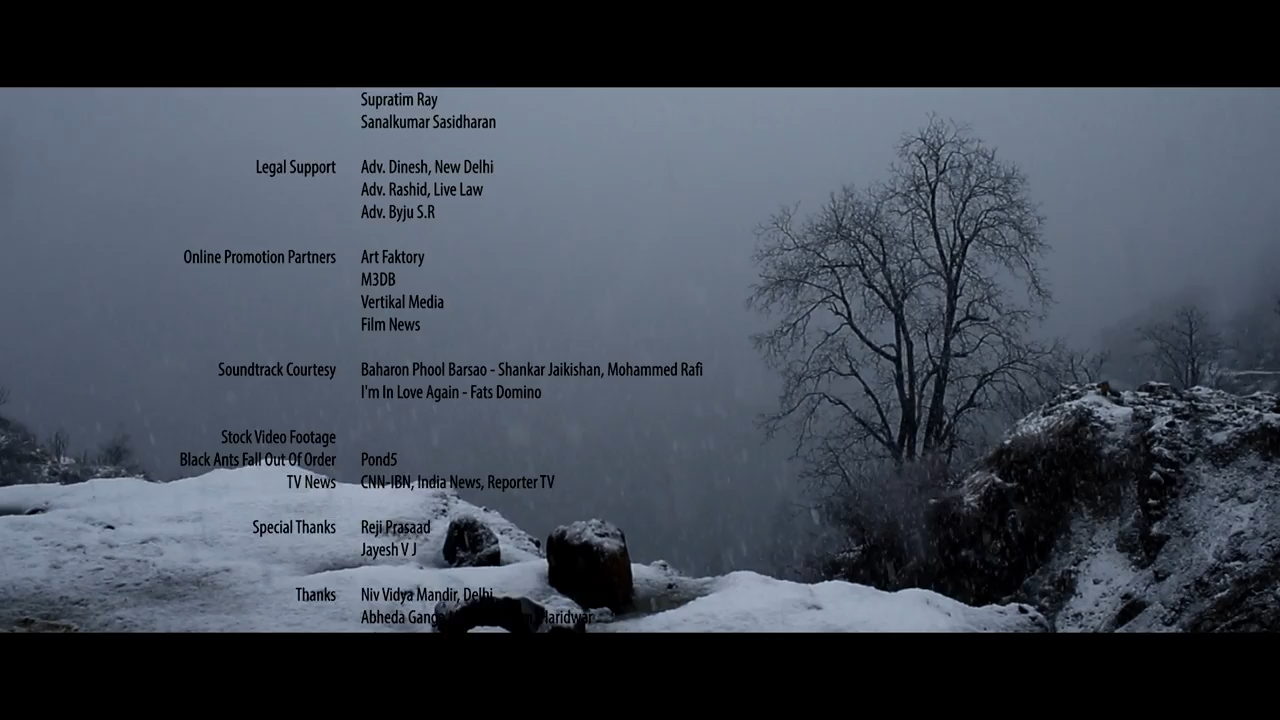 Supratim Ray
Sanalkumar Sasidharan
Legal Support Adv. Dinesh, New Delhi
Adv. Rashid, Live Law
Adv. Byju S.R
Online Promotion Partners Art Faktory
M3DB
Vertikal Media
Film News
Soundtrack Courtesy Baharon Phool Barsao - Shankar Jaikishan, Mohammed Rafi
I'm In Love Again - Fats Domino
Stock Video Footage
Black Ants Fall Out Of Order Pond5
TV News CNN-IBN, India News, Reporter TV
Special Thanks Reji Prasaad
Jayesh V J
Thanks Niv Vidya Mandir, Delhi
Abheda Haridwar